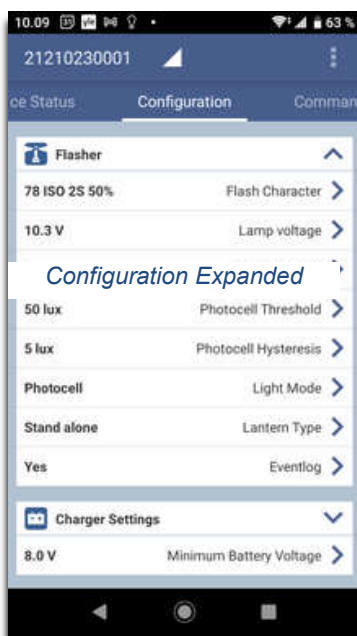 10.09 31 63 %
21210230001
ce Status Configuration Comman
Flasher
78 ISO 2S 50% Flash Character
10.3 V Lamp voltage
Configuration Expanded
50 lux Photocell Threshold
5 lux Photocell Hysteresis
Photocell Light Mode
Stand alone Lantern Type
Yes Eventlog
Charger Settings
8.0 V Minimum Battery Voltage